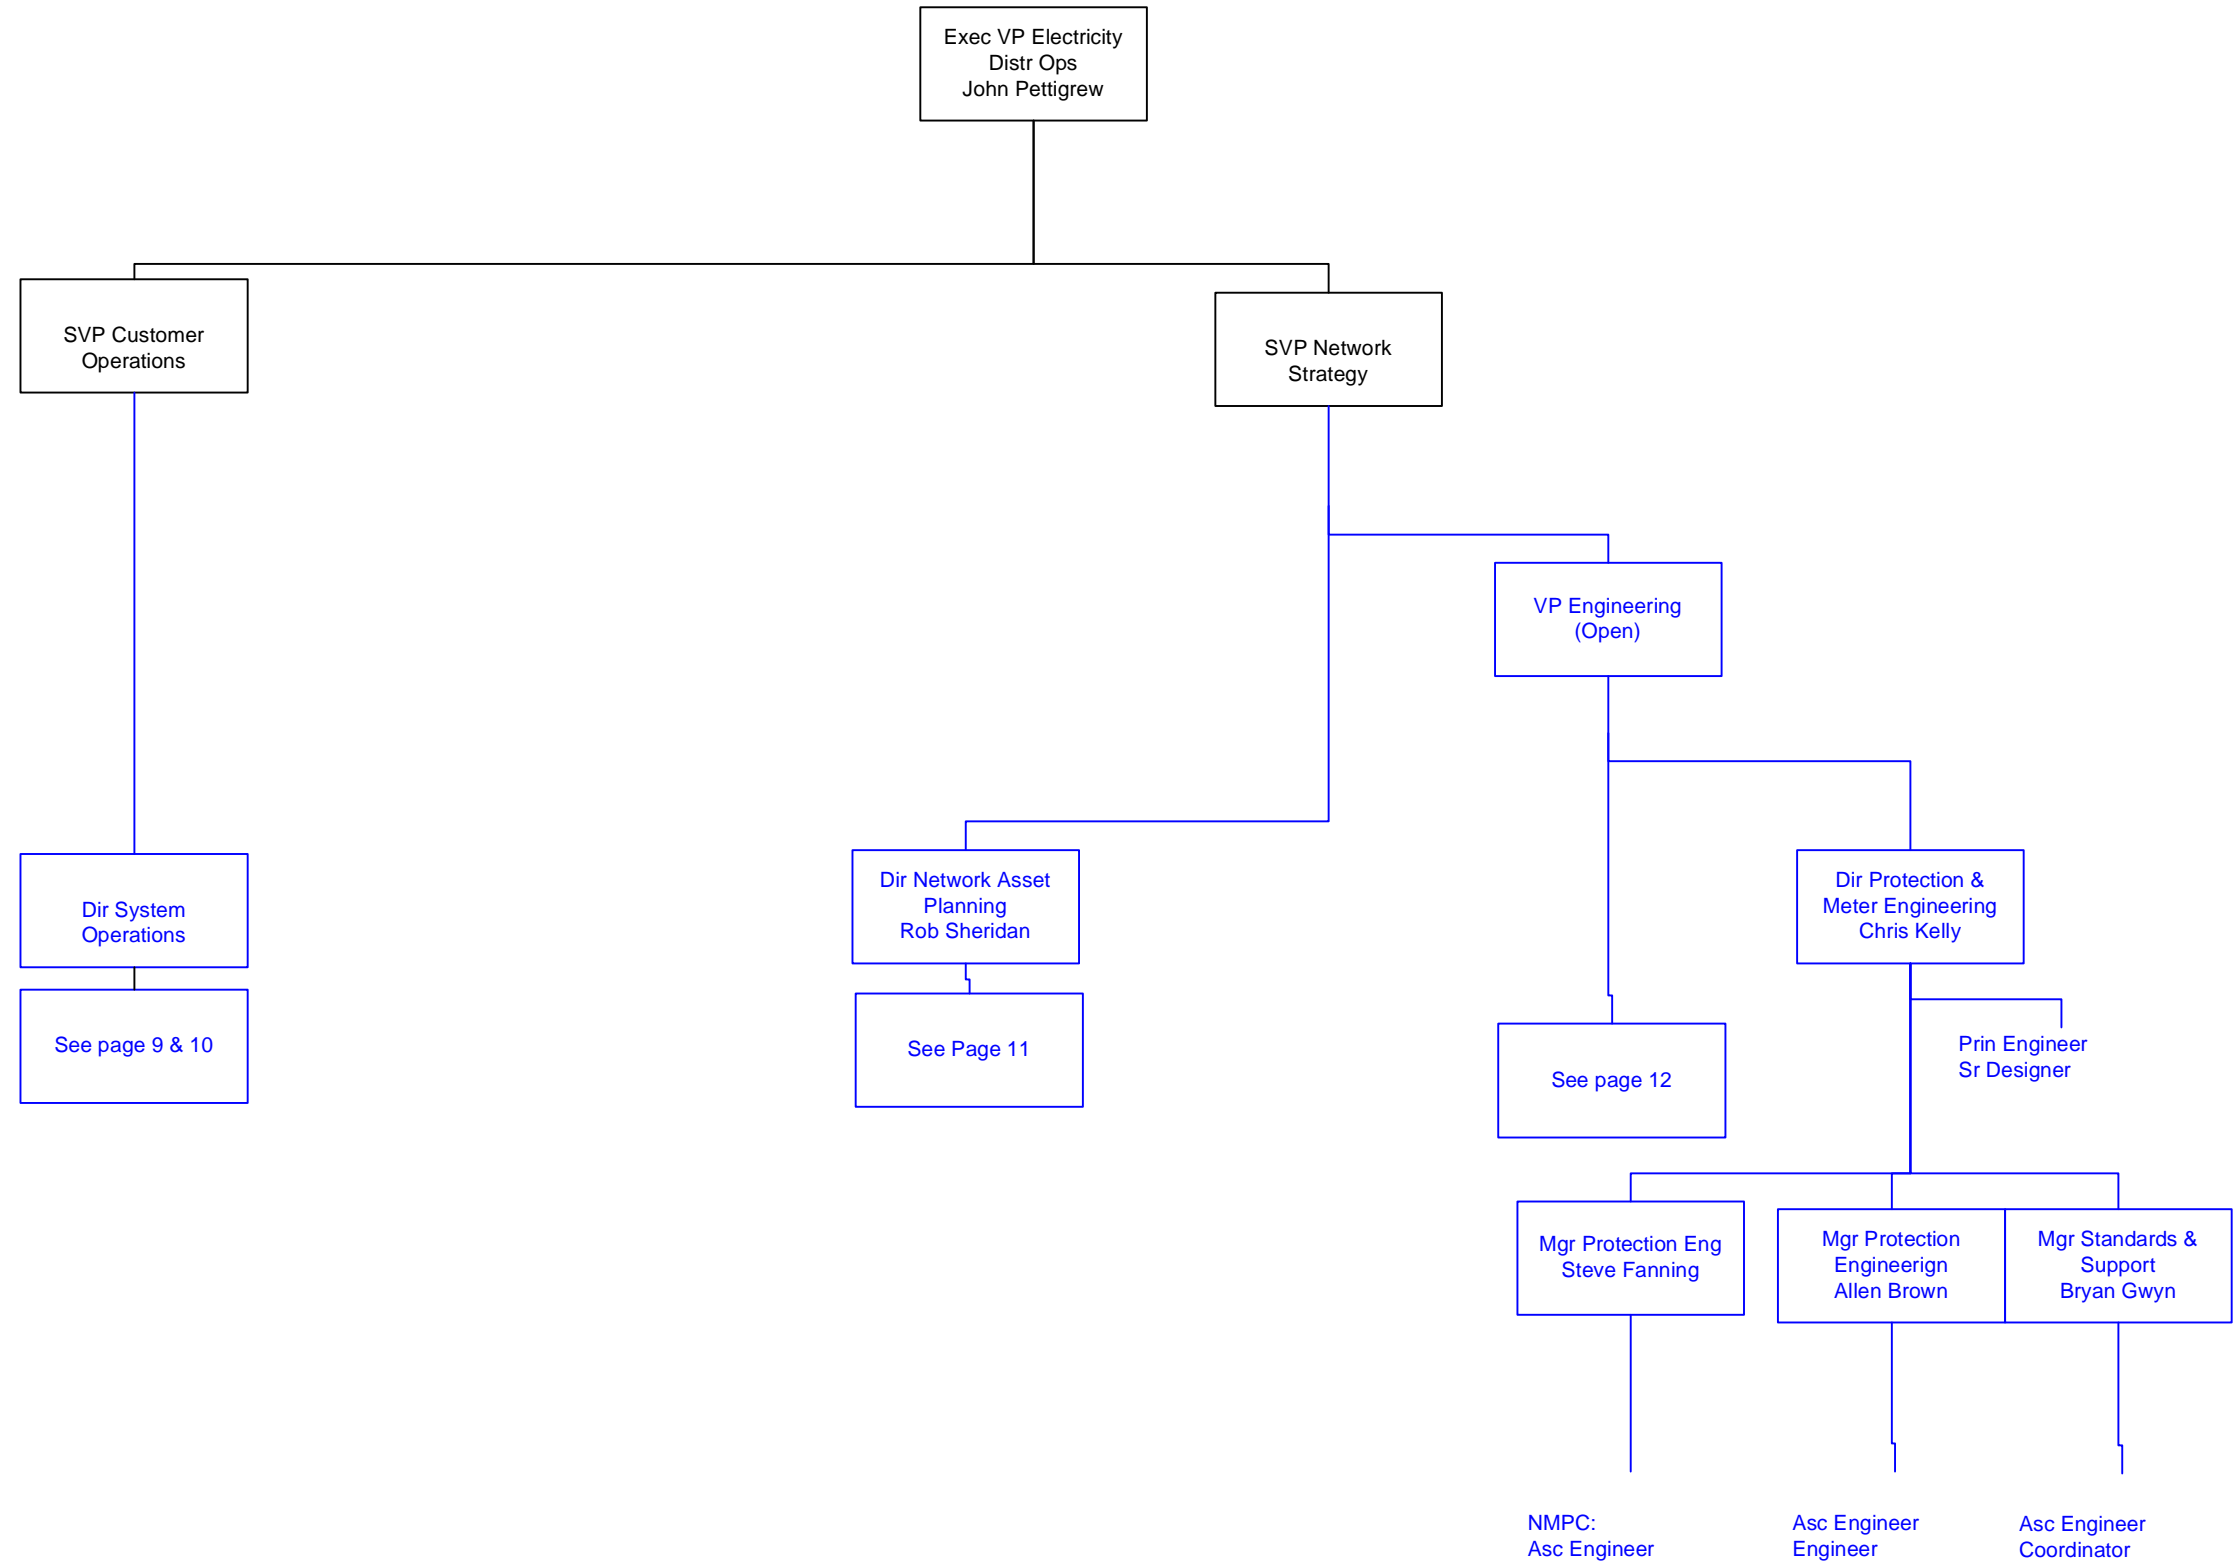 Exec VP Electricity
Distr Ops
John Pettigrew
SVP Customer
Operations
SVP Network
Strategy
VP Engineering
(Open)
Dir System
Operations
Dir Network Asset
Planning
Rob Sheridan
Dir Protection &
Meter Engineering
Chris Kelly
See page 9 & 10
See Page 11
See page 12
Prin Engineer
Sr Designer
Mgr Protection Eng
Steve Fanning
Mgr Protection
Engineerign
Allen Brown
Mgr Standards &
Support
Bryan Gwyn
NMPC:
Asc Engineer
Asc Engineer
Engineer
Asc Engineer
Coordinator